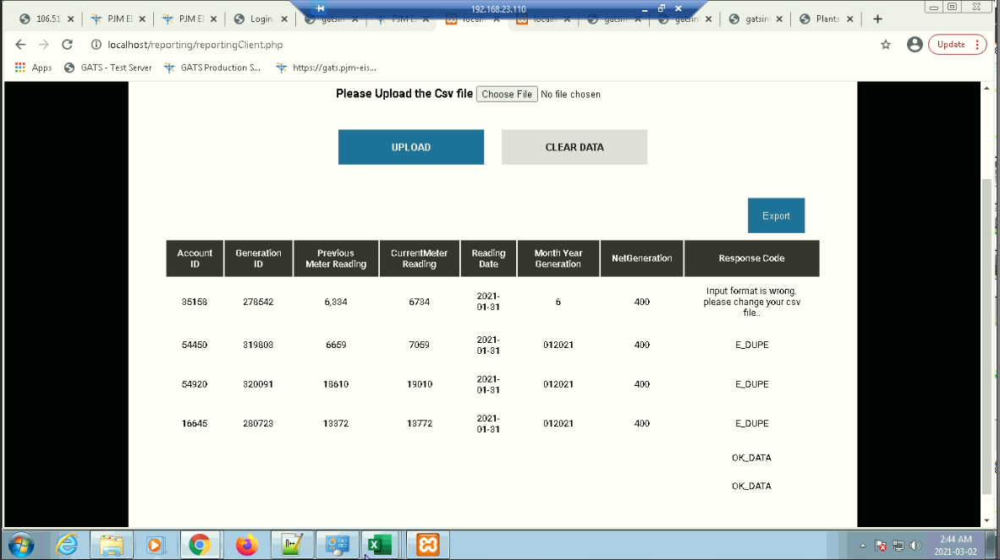 192.168.23.110
106.51
PJM EI
PJM EI
Login
gatsin
PJM E
localh
localh
gatsin
gatsin
gatsin
Plants
localhost/reporting/reportingClient.php
Update
Apps
GATS - Test Server
GATS Production S...
https://gats.pjm-eis...
Please Upload the Csv file Choose File No file chosen
UPLOAD
CLEAR DATA
Export
Account ID Generation ID Previous Meter Reading CurrentMeter Reading Reading Date Month Year Generation NetGeneration Response Code
35158 278542 6,334 6734 2021-01-31 6 400 Input format is wrong. please change your csv file..
54450 319803 6659 7059 2021-01-31 012021 400 E_DUPE
54920 320091 18610 19010 2021-01-31 012021 400 E_DUPE
16645 280723 13372 13772 2021-01-31 012021 400 E_DUPE
OK_DATA
OK_DATA
2:44 AM
2021-03-02